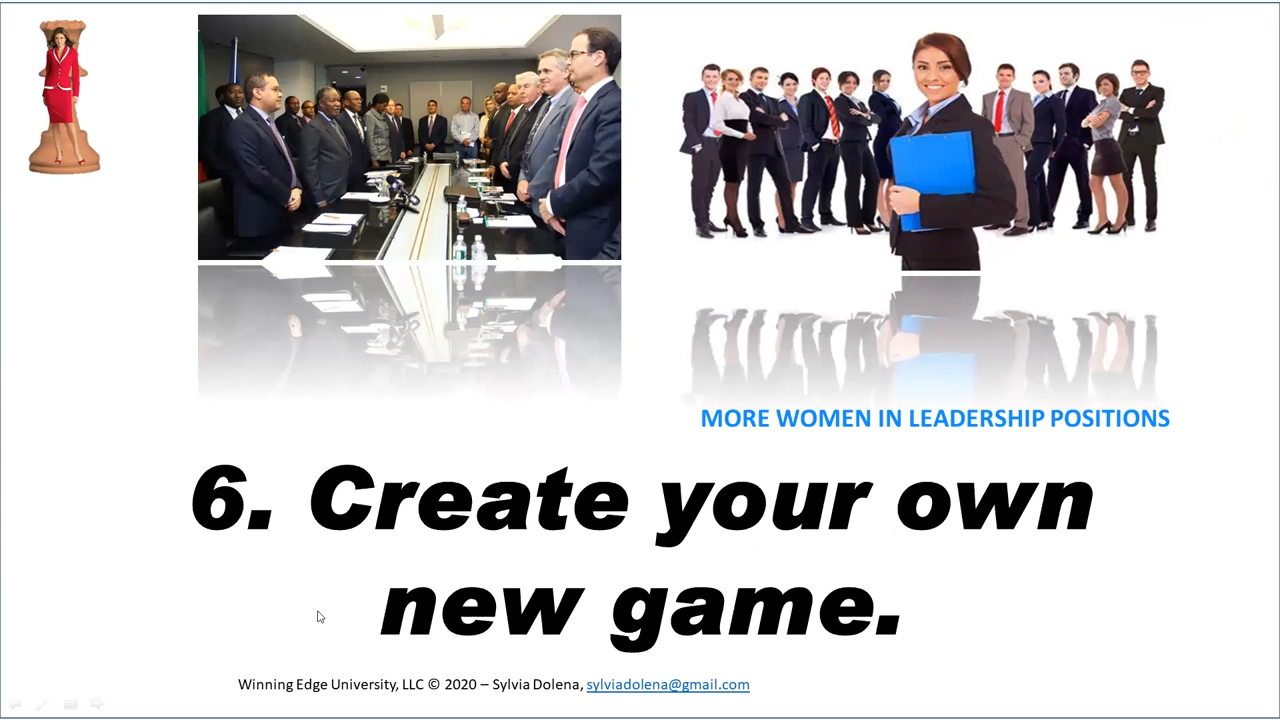 MORE WOMEN IN LEADERSHIP POSITIONS
6. Create your own
new game.
Winning Edge University, LLC © 2020 – Sylvia Dolena, sylviadolena@gmail.com